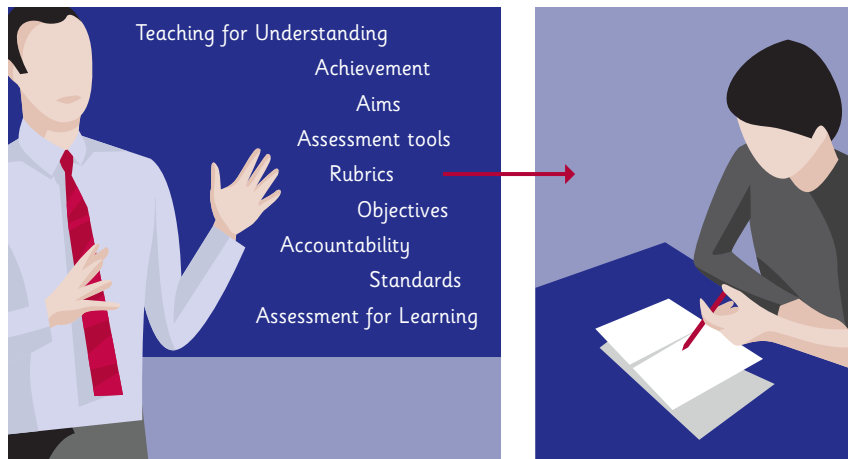 Teaching for Understanding
Achievement
Aims
Assessment tools
Rubrics
Objectives
Accountability
Standards
Assessment for Learning